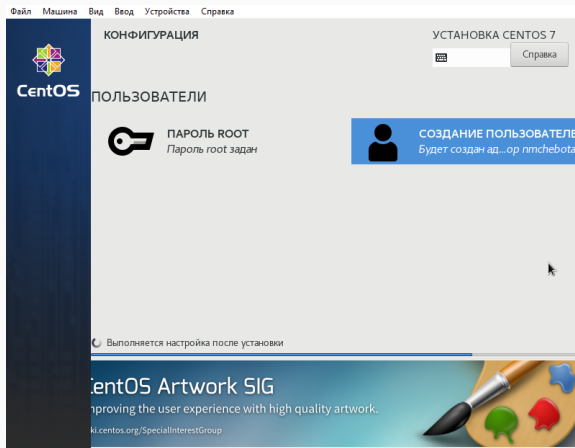 Файл Машина Вид Ввод Устройства Справка
КОНФИГУРАЦИЯ
УСТАНОВКА CENTOS 7
Справка
CentOS
ПОЛЬЗОВАТЕЛИ
ПАРОЛЬ ROOT
Пароль root задан
СОЗДАНИЕ ПОЛЬЗОВАТЕЛЕ
Будет создан ад...ор nmchebota
Выполняется настройка после установки
entOS Artwork SIG
mproving the user experience with high quality artwork.
ki.centos.org/SpecialInterestGroup